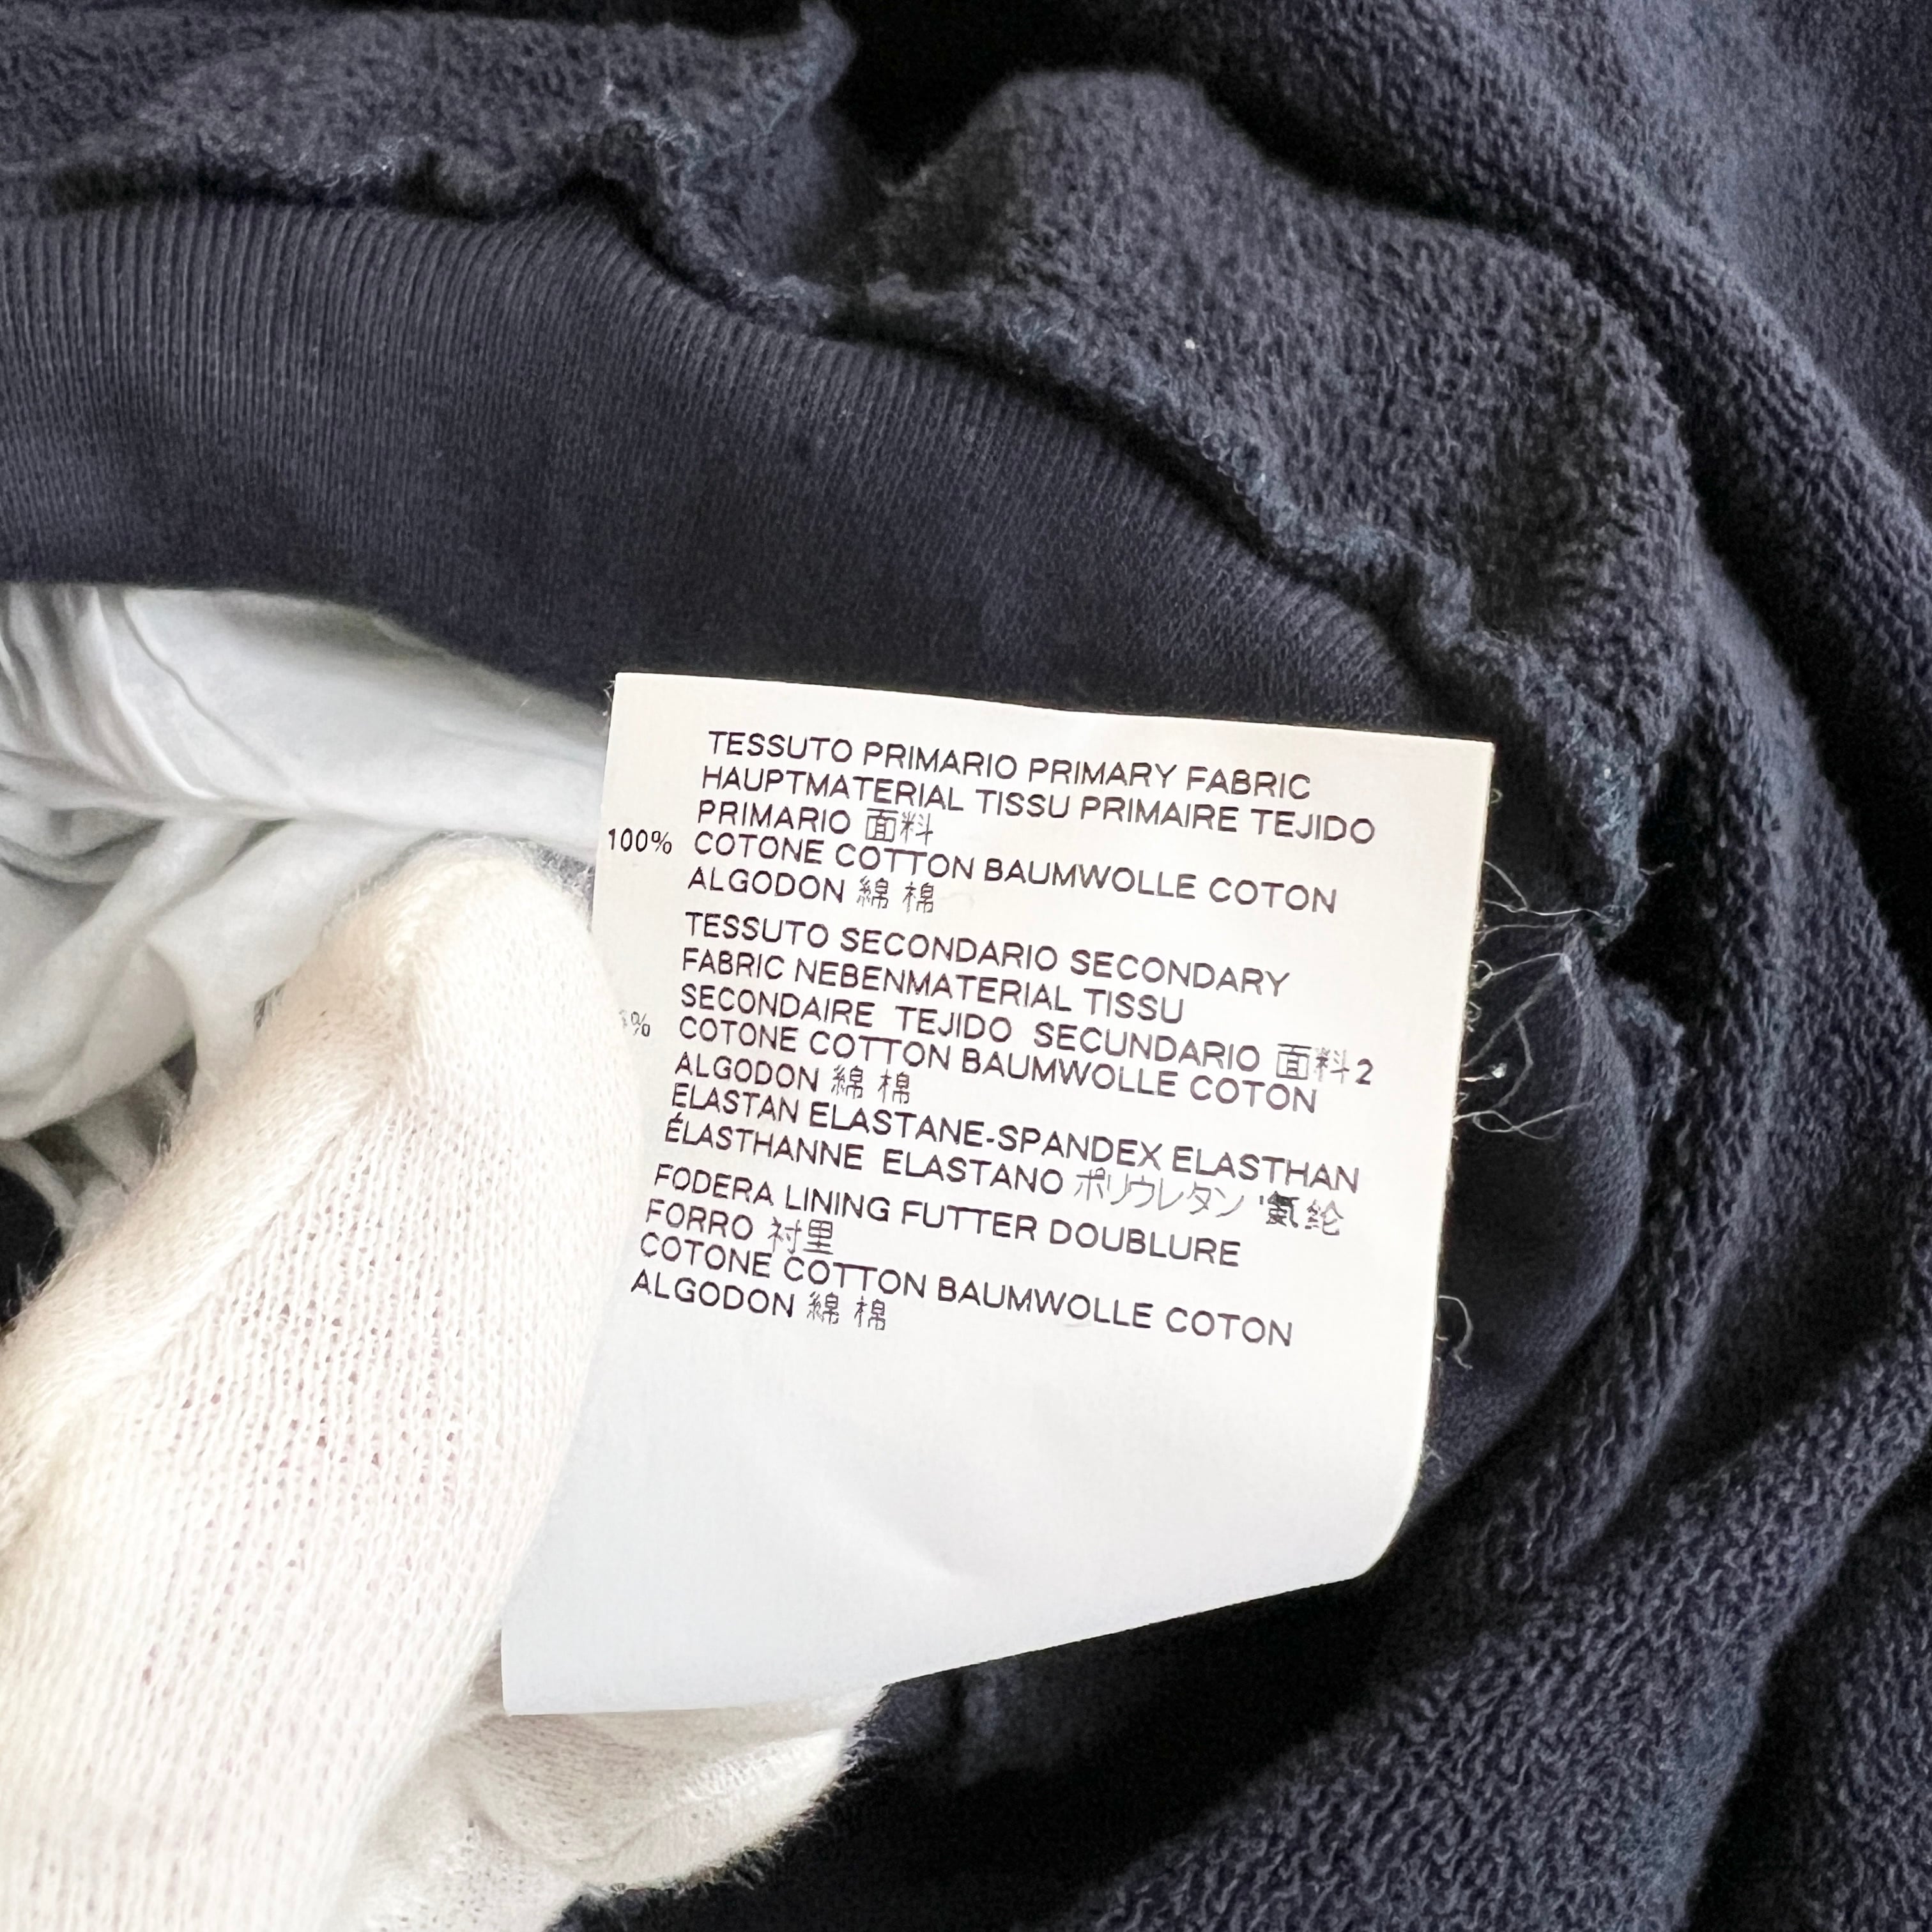 TESSUTO PRIMARIO PRIMARY FABRIC
HAUPTMATERIAL TISSU PRIMAIRE TEJIDO
PRIMARIO 面料
100% COTONE COTTON BAUMWOLLE COTON
ALGODON 綿 棉
TESSUTO SECONDARIO SECONDARY
FABRIC NEBENMATERIAL TISSU
SECONDAIRE TEJIDO SECUNDARIO 面料2
% COTONE COTTON BAUMWOLLE COTON
ALGODON 綿 棉
ELASTAN ELASTANE-SPANDEX ELASTHAN
ÉLASTHANNE ELASTANO ポリウレタン 氨纶
FODERA LINING FUTTER DOUBLURE
FORRO 衬里
COTONE COTTON BAUMWOLLE COTON
ALGODON 綿 棉